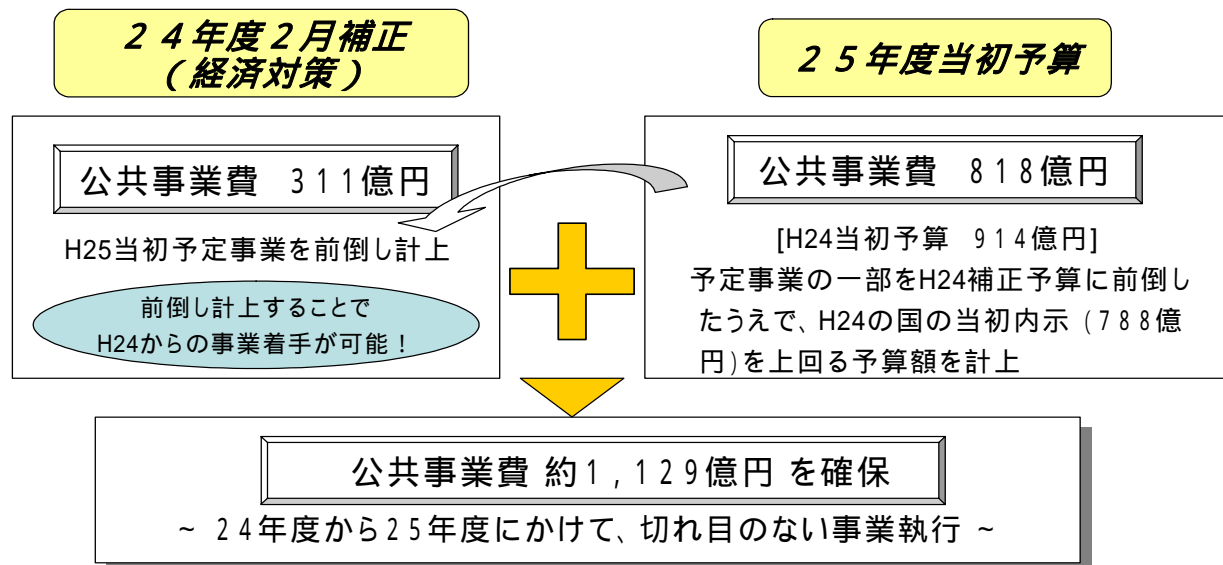 ２４年度２月補正
（経済対策）
公共事業費　３１１億円
H25当初予定事業を前倒し計上
前倒し計上することで
H24からの事業着手が可能！
２５年度当初予算
公共事業費　８１８億円
[H24当初予算　９１４億円]
予定事業の一部をH24補正予算に前倒し
たうえで、H24の国の当初内示（７８８億
円）を上回る予算額を計上
公共事業費 約１，１２９億円 を確保
～ ２４年度から２５年度にかけて、切れ目のない事業執行 ～